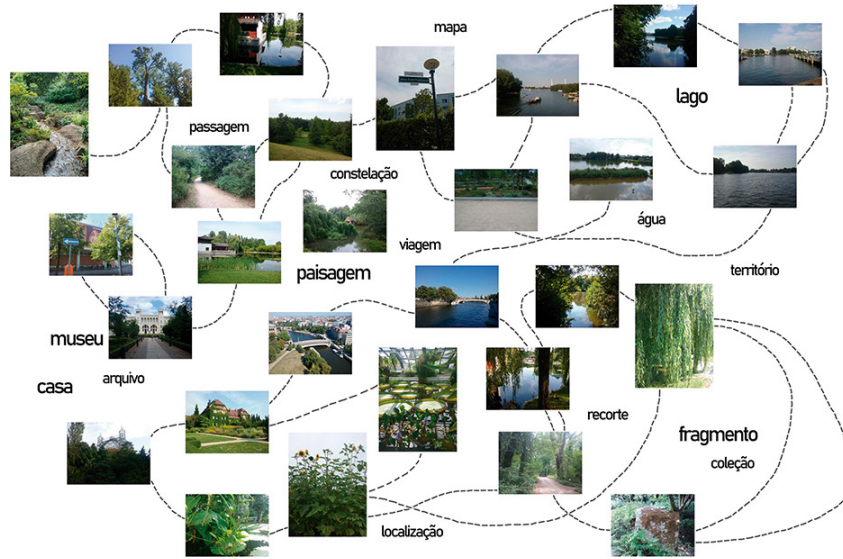 mapa
lago
passagem
constelação
água
viagem
paisagem
território
museu
arquivo
casa
recorte
fragmento
coleção
localização